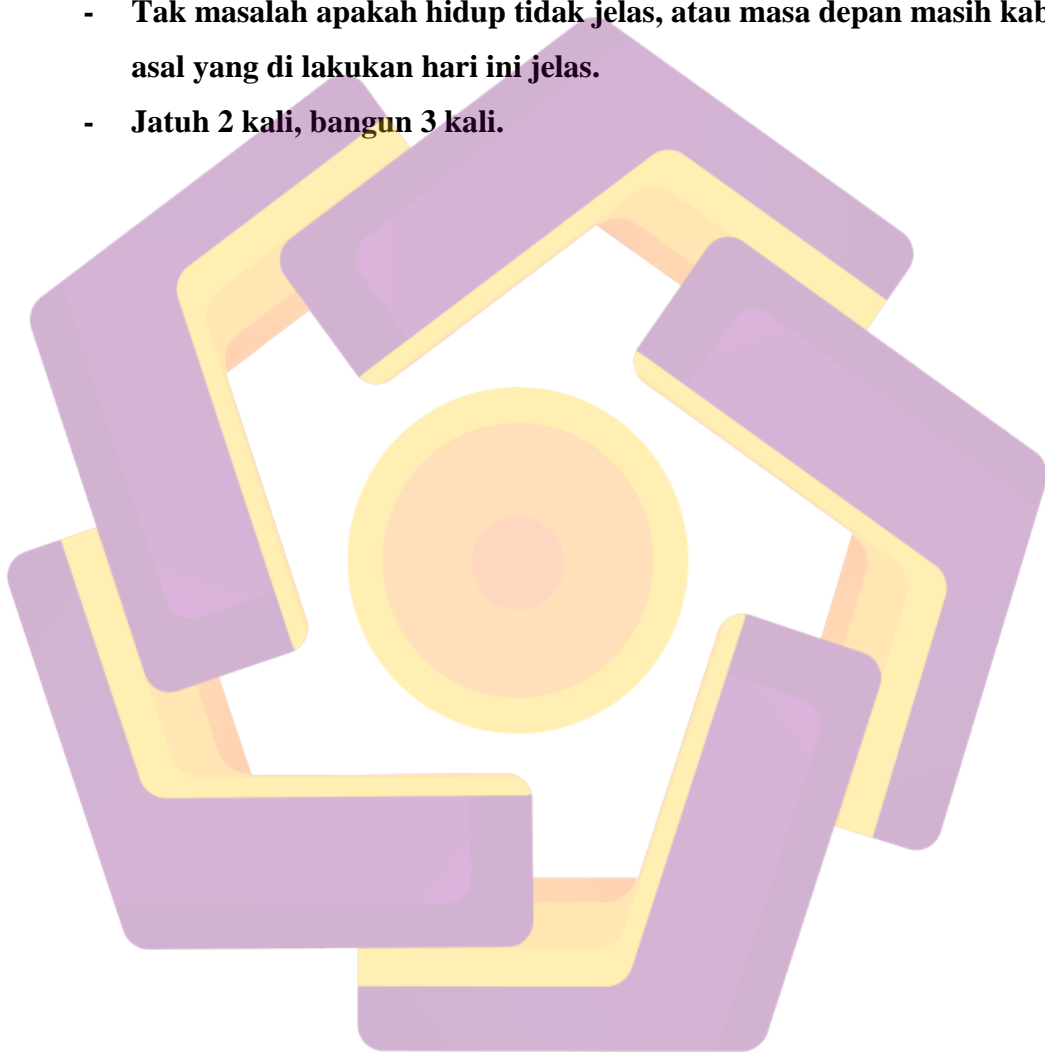 - Tak masalah apakah hidup tidak jelas, atau masa depan masih
asal yang di lakukan hari ini jelas.
- Jatuh 2 kali, bangun 3 kali.